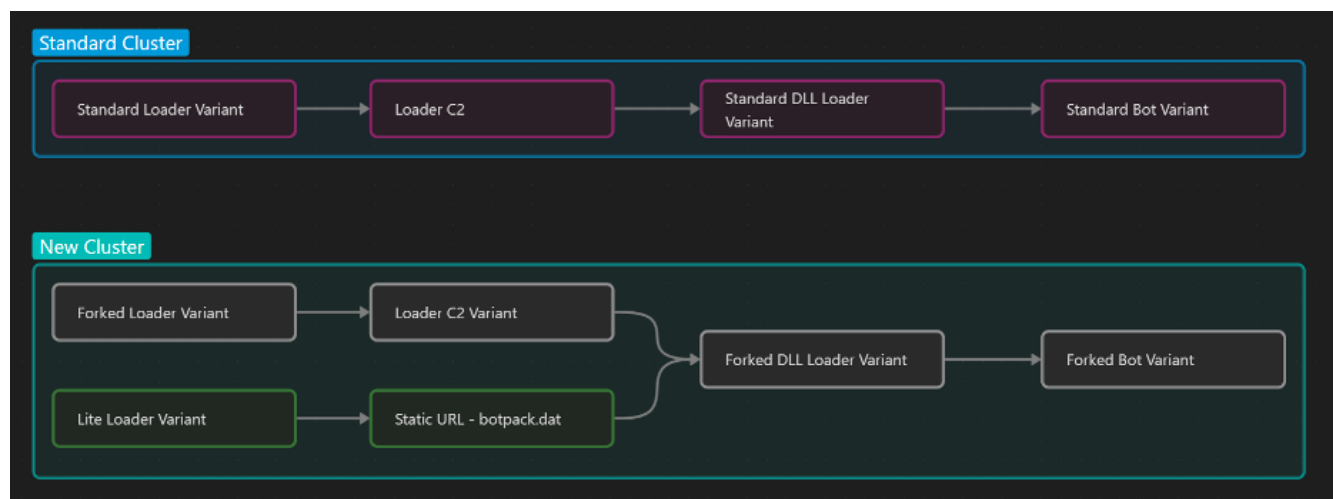 Standard Cluster
Standard Loader Variant
Loader C2
Standard DLL Loader
Variant
Standard Bot Variant
New Cluster
Forked Loader Variant
Loader C2 Variant
Forked DLL Loader Variant
Forked Bot Variant
Lite Loader Variant
Static URL - botpack.dat